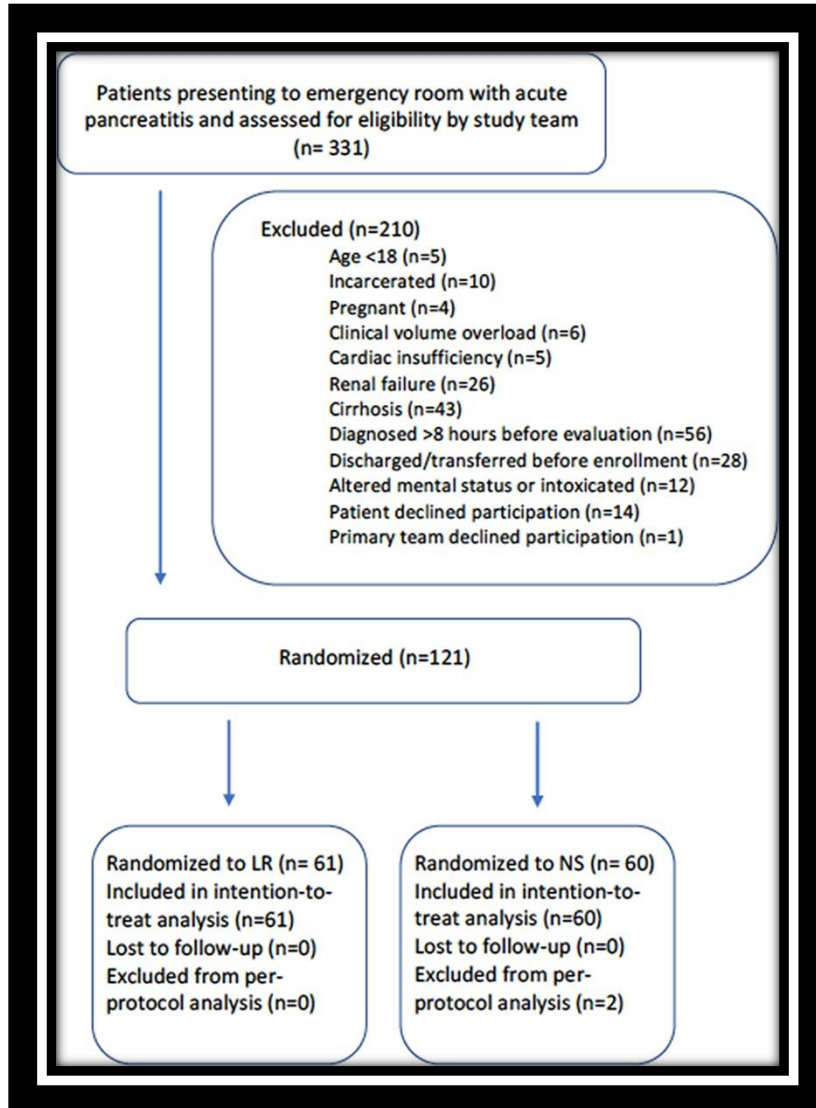 Patients presenting to emergency room with acute
pancreatitis and assessed for eligibility by study team
(n= 331)
Excluded (n=210)
Age <18 (n=5)
Incarcerated (n=10)
Pregnant (n=4)
Clinical volume overload (n=6)
Cardiac insufficiency (n=5)
Renal failure (n=26)
Cirrhosis (n=43)
Diagnosed >8 hours before evaluation (n=56)
Discharged/transferred before enrollment (n=28)
Altered mental status or intoxicated (n=12)
Patient declined participation (n=14)
Primary team declined participation (n=1)
Randomized (n=121)
Randomized to LR (n= 61)
Included in intention-to-
treat analysis (n=61)
Lost to follow-up (n=0)
Excluded from per-
protocol analysis (n=0)
Randomized to NS (n= 60)
Included in intention-to-
treat analysis (n=60)
Lost to follow-up (n=0)
Excluded from per-
protocol analysis (n=2)